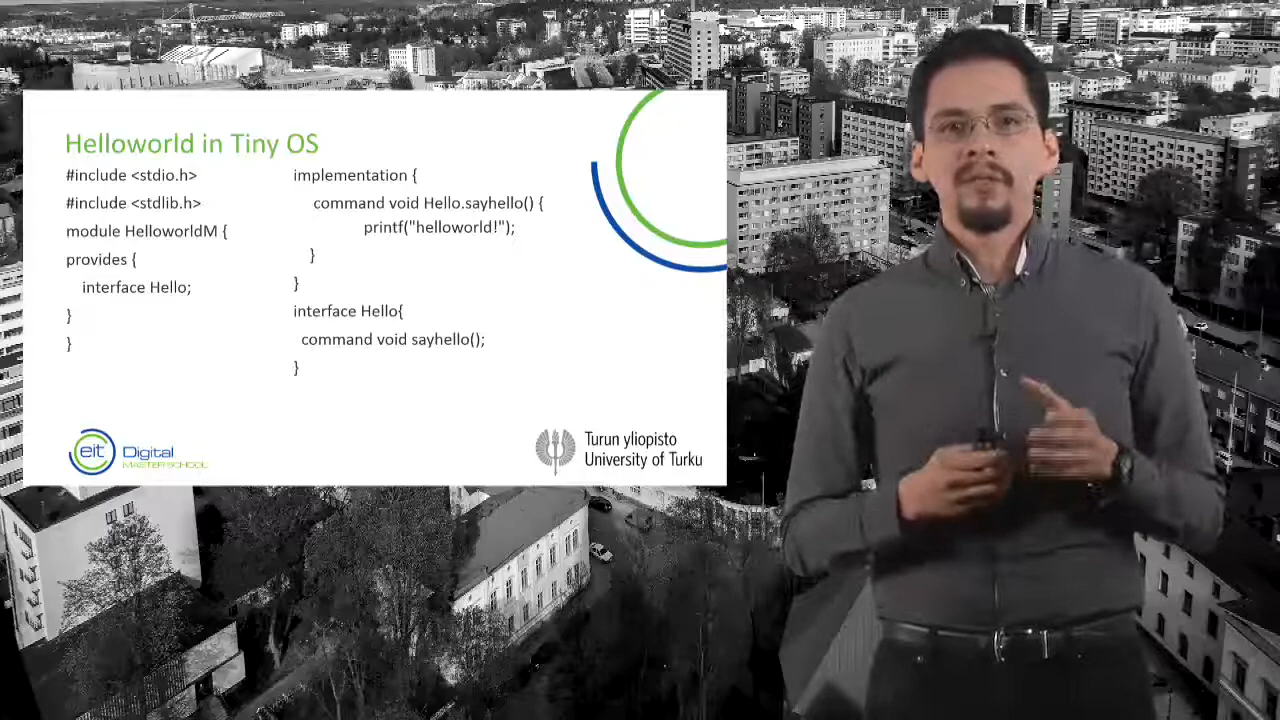 Helloworld in Tiny OS
#include <stdio.h>
#include <stdlib.h>
module HelloworldM {
provides {
interface Hello;
}
}
implementation {
command void Hello.sayhello() {
printf("helloworld!");
}
}
interface Hello{
command void sayhello();
}
eit Digital
MASTER SCHOOL
Turun yliopisto
University of Turku